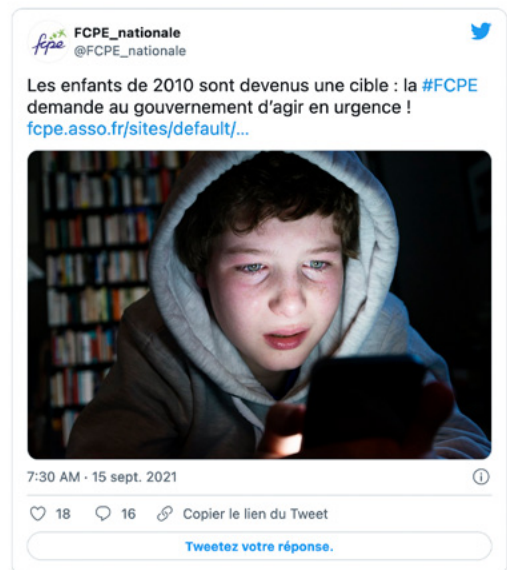 fcpe
FCPE_nationale
@FCPE_nationale
Les enfants de 2010 sont devenus une cible : la #FCPE
demande au gouvernement d'agir en urgence !
fcpe.asso.fr/sites/default/...
7:30 AM · 15 sept. 2021
18 16 Copier le lien du Tweet
Tweetez votre réponse.